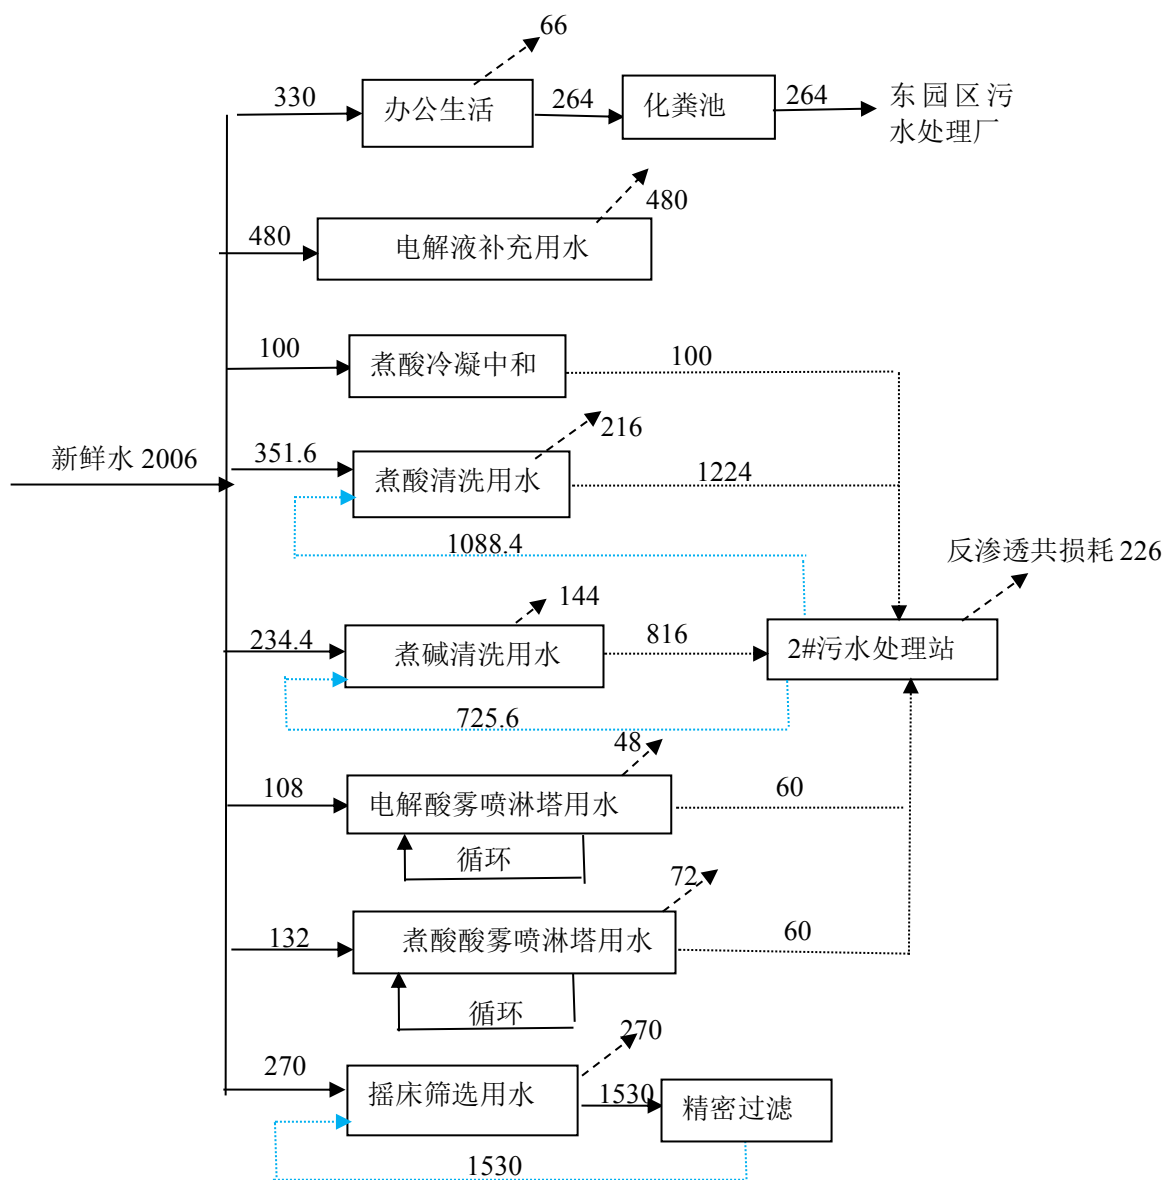 66
330
办公生活
264
化粪池
264
东园区污
水处理厂
480
480
电解液补充用水
100
煮酸冷凝中和
100
新鲜水 2006
351.6
216
煮酸清洗用水
1224
1088.4
反渗透共损耗 226
144
234.4
煮碱清洗用水
816
2#污水处理站
725.6
48
108
电解酸雾喷淋塔用水
60
循环
72
132
煮酸酸雾喷淋塔用水
60
循环
270
270
摇床筛选用水
1530
精密过滤
1530